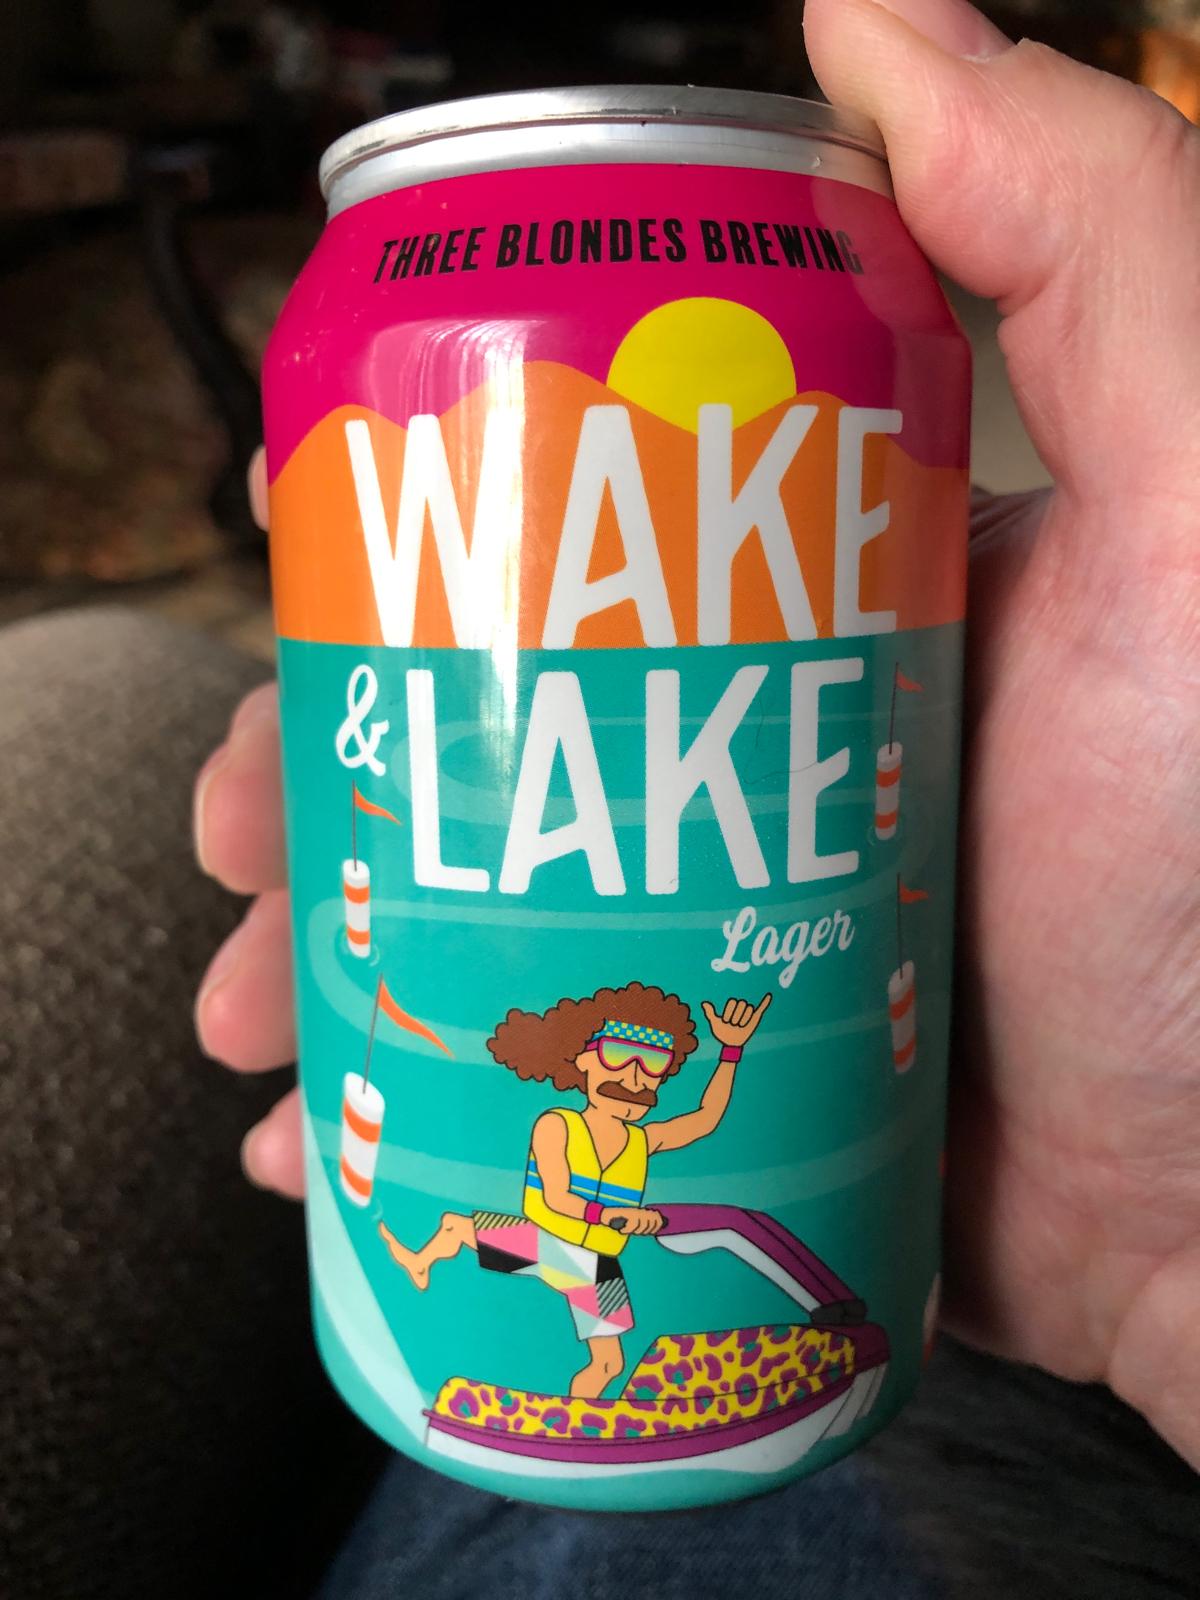 THREE BLONDES BREWING
WAKE
& LAKE
Lager